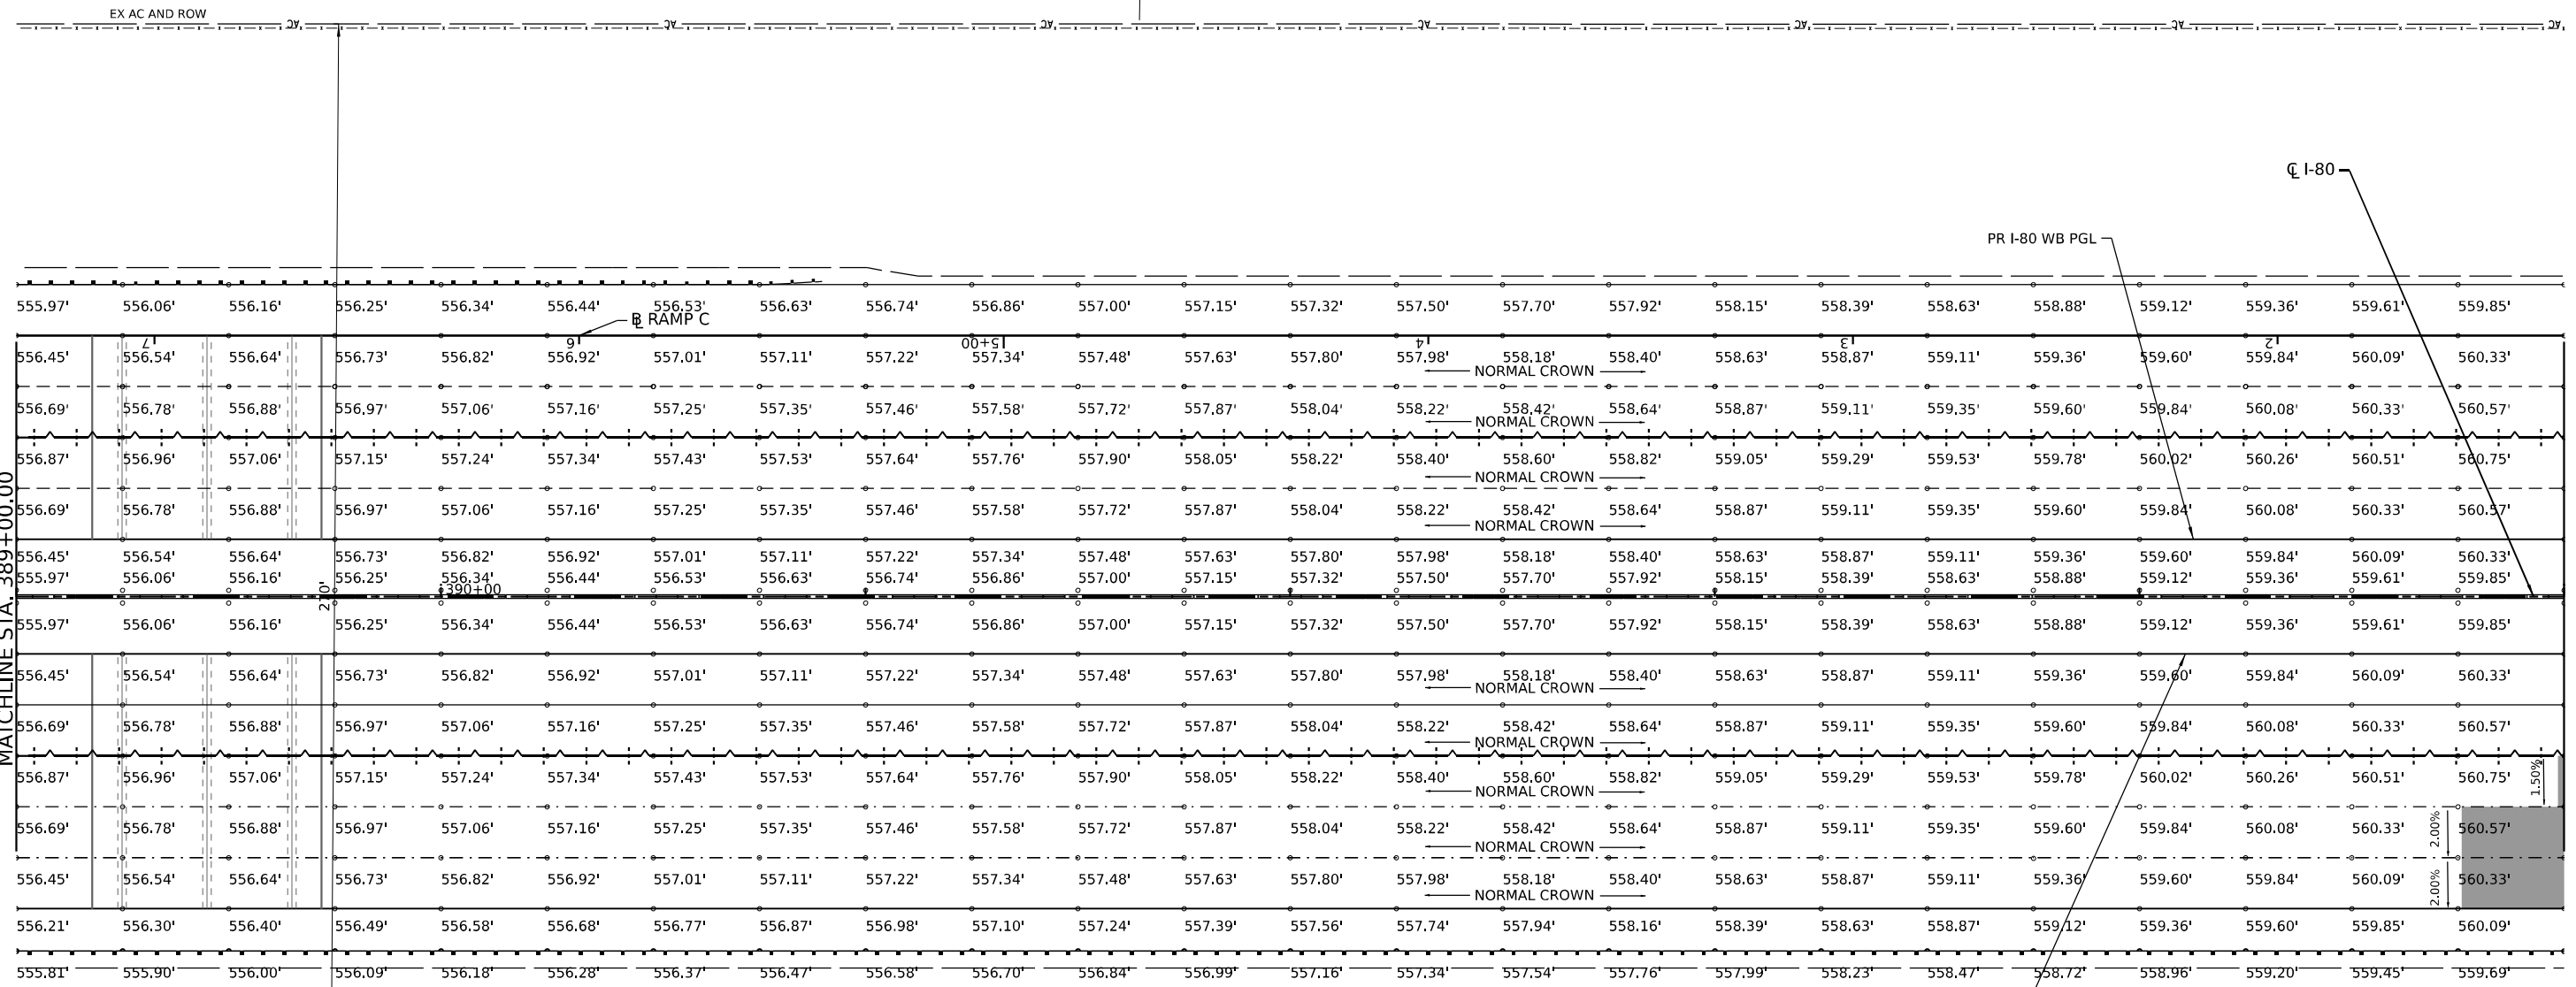 EX AC AND ROW
AC AC AC AC AC AC AC
℄ I-80
PR I-80 WB PGL
555.97' 556.06' 556.16' 556.25' 556.34' 556.44' 556.53' 556.63' 556.74' 556.86' 557.00' 557.15' 557.32' 557.50' 557.70' 557.92' 558.15' 558.39' 558.63' 558.88' 559.12' 559.36' 559.61' 559.85'
B̲L RAMP C
7 6 5+00 4 3 2
556.45' 556.54' 556.64' 556.73' 556.82' 556.92' 557.01' 557.11' 557.22' 557.34' 557.48' 557.63' 557.80' 557.98' 558.18' 558.40' 558.63' 558.87' 559.11' 559.36' 559.60' 559.84' 560.09' 560.33'
NORMAL CROWN
556.69' 556.78' 556.88' 556.97' 557.06' 557.16' 557.25' 557.35' 557.46' 557.58' 557.72' 557.87' 558.04' 558.22' 558.42' 558.64' 558.87' 559.11' 559.35' 559.60' 559.84' 560.08' 560.33' 560.57'
NORMAL CROWN
556.87' 556.96' 557.06' 557.15' 557.24' 557.34' 557.43' 557.53' 557.64' 557.76' 557.90' 558.05' 558.22' 558.40' 558.60' 558.82' 559.05' 559.29' 559.53' 559.78' 560.02' 560.26' 560.51' 560.75'
NORMAL CROWN
556.69' 556.78' 556.88' 556.97' 557.06' 557.16' 557.25' 557.35' 557.46' 557.58' 557.72' 557.87' 558.04' 558.22' 558.42' 558.64' 558.87' 559.11' 559.35' 559.60' 559.84' 560.08' 560.33' 560.57'
NORMAL CROWN
556.45' 556.54' 556.64' 556.73' 556.82' 556.92' 557.01' 557.11' 557.22' 557.34' 557.48' 557.63' 557.80' 557.98' 558.18' 558.40' 558.63' 558.87' 559.11' 559.36' 559.60' 559.84' 560.09' 560.33'
555.97' 556.06' 556.16' 556.25' 556.34' 556.44' 556.53' 556.63' 556.74' 556.86' 557.00' 557.15' 557.32' 557.50' 557.70' 557.92' 558.15' 558.39' 558.63' 558.88' 559.12' 559.36' 559.61' 559.85'
390+00
MATCHLINE STA. 389+00.00
555.97' 556.06' 556.16' 556.25' 556.34' 556.44' 556.53' 556.63' 556.74' 556.86' 557.00' 557.15' 557.32' 557.50' 557.70' 557.92' 558.15' 558.39' 558.63' 558.88' 559.12' 559.36' 559.61' 559.85'
556.45' 556.54' 556.64' 556.73' 556.82' 556.92' 557.01' 557.11' 557.22' 557.34' 557.48' 557.63' 557.80' 557.98' 558.18' 558.40' 558.63' 558.87' 559.11' 559.36' 559.60' 559.84' 560.09' 560.33'
NORMAL CROWN
556.69' 556.78' 556.88' 556.97' 557.06' 557.16' 557.25' 557.35' 557.46' 557.58' 557.72' 557.87' 558.04' 558.22' 558.42' 558.64' 558.87' 559.11' 559.35' 559.60' 559.84' 560.08' 560.33' 560.57'
NORMAL CROWN
556.87' 556.96' 557.06' 557.15' 557.24' 557.34' 557.43' 557.53' 557.64' 557.76' 557.90' 558.05' 558.22' 558.40' 558.60' 558.82' 559.05' 559.29' 559.53' 559.78' 560.02' 560.26' 560.51' 560.75'
1.50%
NORMAL CROWN
556.69' 556.78' 556.88' 556.97' 557.06' 557.16' 557.25' 557.35' 557.46' 557.58' 557.72' 557.87' 558.04' 558.22' 558.42' 558.64' 558.87' 559.11' 559.35' 559.60' 559.84' 560.08' 560.33' 560.57'
2.00%
NORMAL CROWN
556.45' 556.54' 556.64' 556.73' 556.82' 556.92' 557.01' 557.11' 557.22' 557.34' 557.48' 557.63' 557.80' 557.98' 558.18' 558.40' 558.63' 558.87' 559.11' 559.36' 559.60' 559.84' 560.09' 560.33'
2.00%
NORMAL CROWN
556.21' 556.30' 556.40' 556.49' 556.58' 556.68' 556.77' 556.87' 556.98' 557.10' 557.24' 557.39' 557.56' 557.74' 557.94' 558.16' 558.39' 558.63' 558.87' 559.12' 559.36' 559.60' 559.85' 560.09'
555.81' 555.90' 556.00' 556.09' 556.18' 556.28' 556.37' 556.47' 556.58' 556.70' 556.84' 556.99' 557.16' 557.34' 557.54' 557.76' 557.99' 558.23' 558.47' 558.72' 558.96' 559.20' 559.45' 559.69'